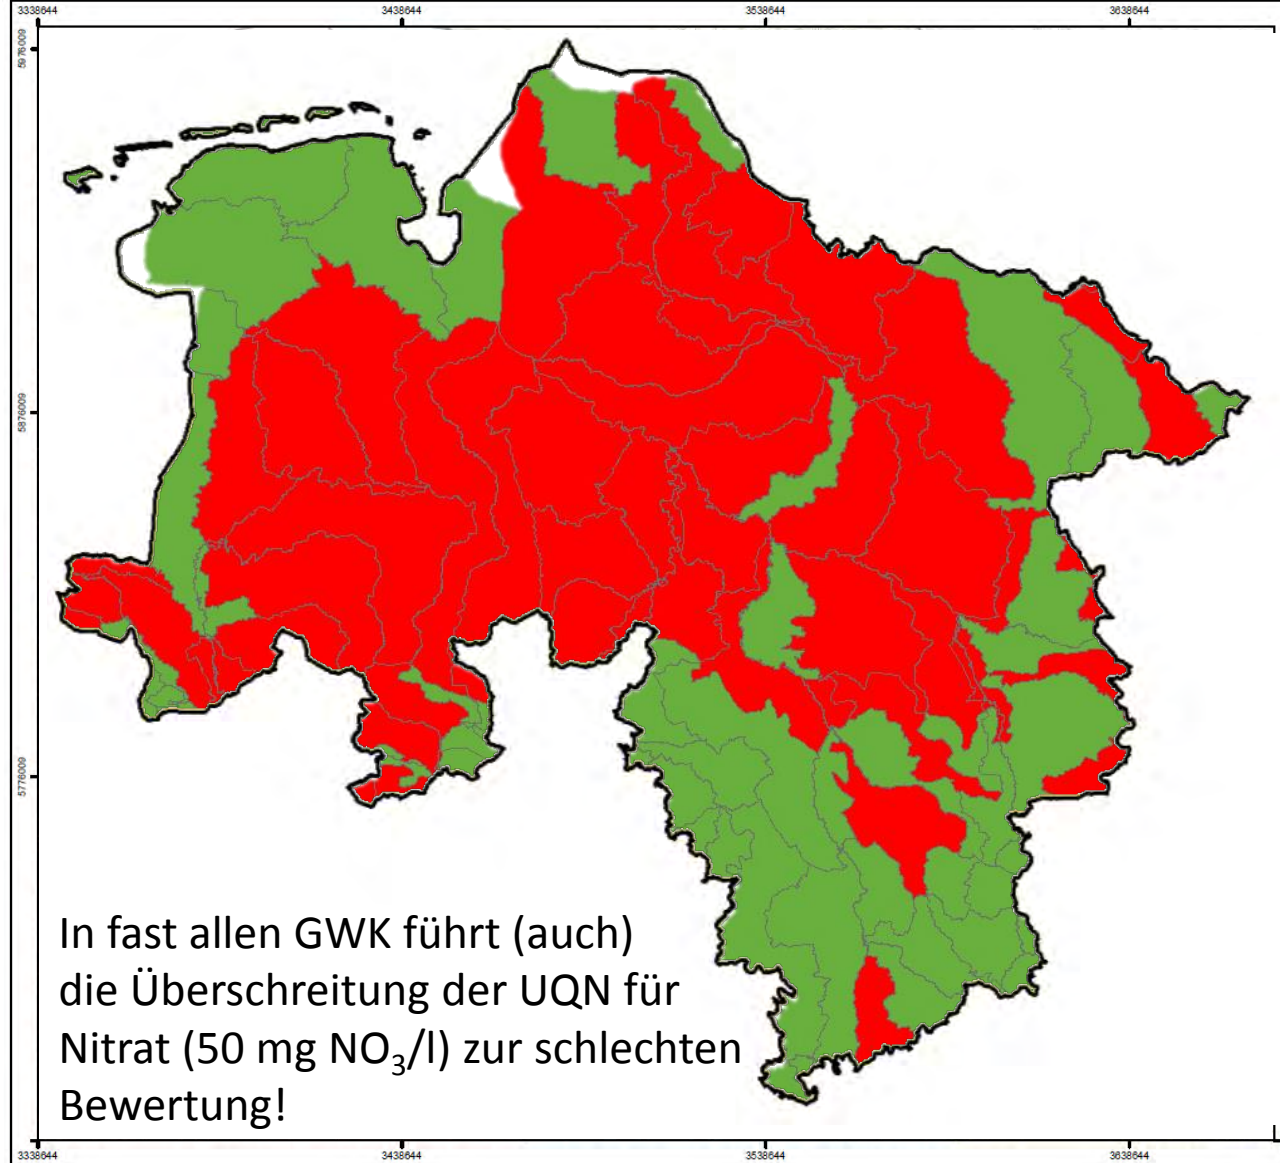 3338644 3438644 3538644 3638644
5976009
5876009
5776009
In fast allen GWK führt (auch)
die Überschreitung der UQN für
Nitrat (50 mg NO₃/l) zur schlechten
Bewertung!
3338644 3438644 3538644 3638644